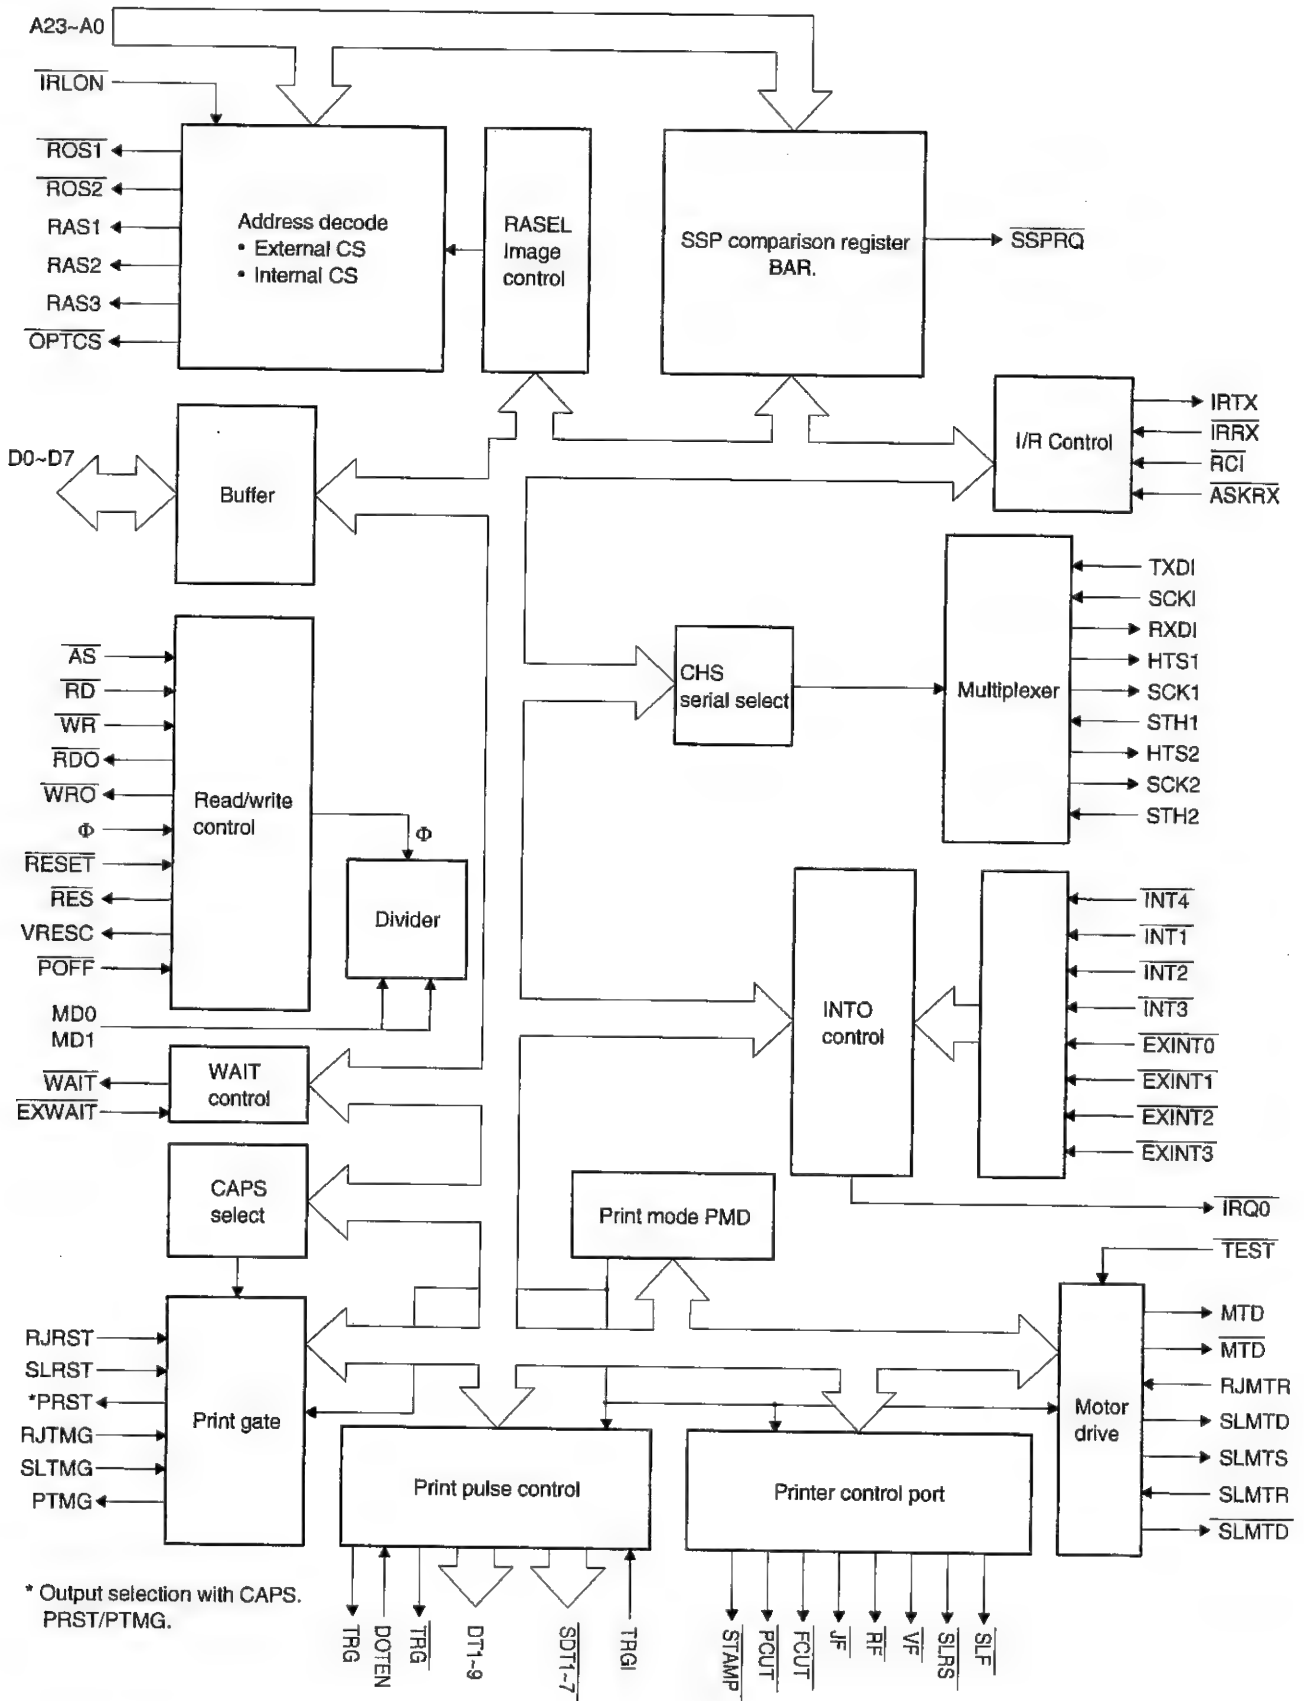 A23~A0
IRLON
ROS1
ROS2
RAS1
RAS2
RAS3
OPTCS
Address decode
• External CS
• Internal CS
RASEL
Image
control
SSP comparison register
BAR.
SSPRQ
D0~D7
Buffer
I/R Control
IRTX
IRRX
RCI
ASKRX
AS
RD
WR
RDO
WRO
Φ
RESET
RES
VRESC
POFF
MD0
MD1
Read/write
control
Φ
Divider
CHS
serial select
Multiplexer
TXDI
SCKI
RXDI
HTS1
SCK1
STH1
HTS2
SCK2
STH2
WAIT
EXWAIT
WAIT
control
CAPS
select
INTO
control
INT4
INT1
INT2
INT3
EXINT0
EXINT1
EXINT2
EXINT3
IRQ0
TEST
Print mode PMD
RJRST
SLRST
*PRST
RJTMG
SLTMG
PTMG
Print gate
Print pulse control
Printer control port
Motor
drive
MTD
MTD
RJMTR
SLMTD
SLMTS
SLMTR
SLMTD
TRG
DOTEN
TRG
DT1~9
SDT1~7
TRGI
STAMP
PCUT
FCUT
JF
RF
VF
SLRS
SLF
* Output selection with CAPS.
PRST/PTMG.